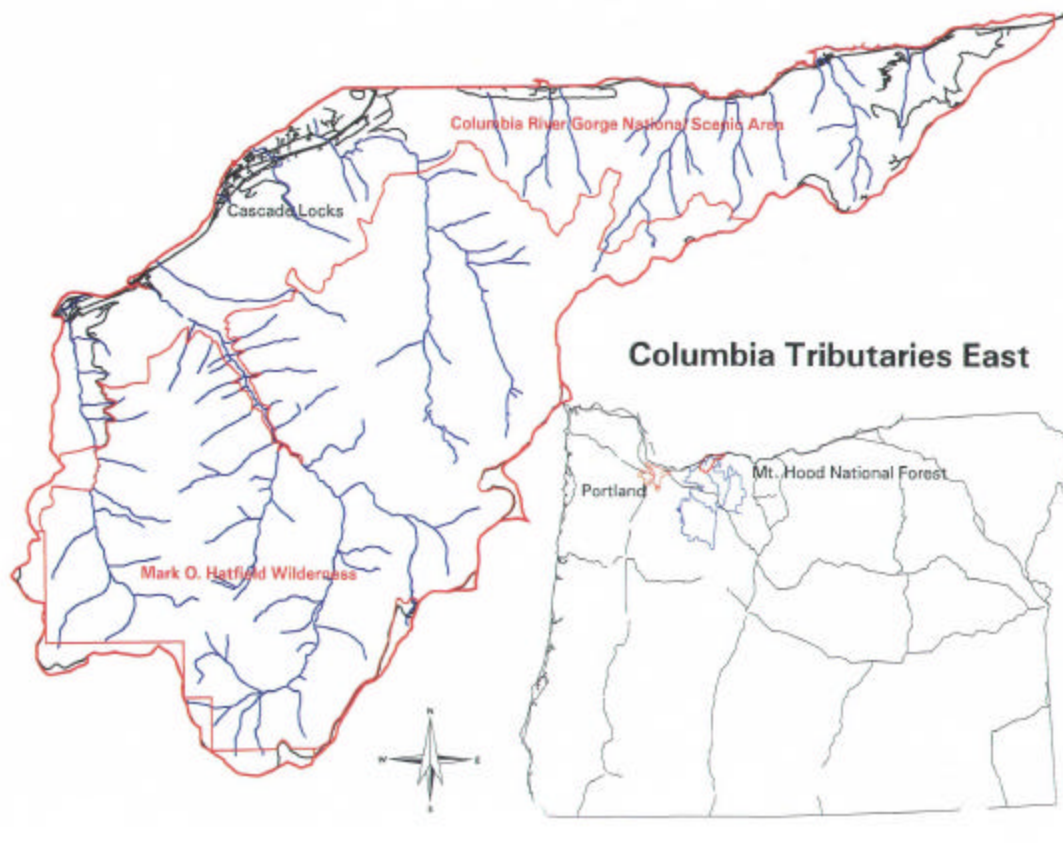 Columbia River Gorge National Scenic Area
Cascade Locks
Columbia Tributaries East
Mt. Hood National Forest
Portland
Mark O. Hatfield Wilderness
N
W
E
S